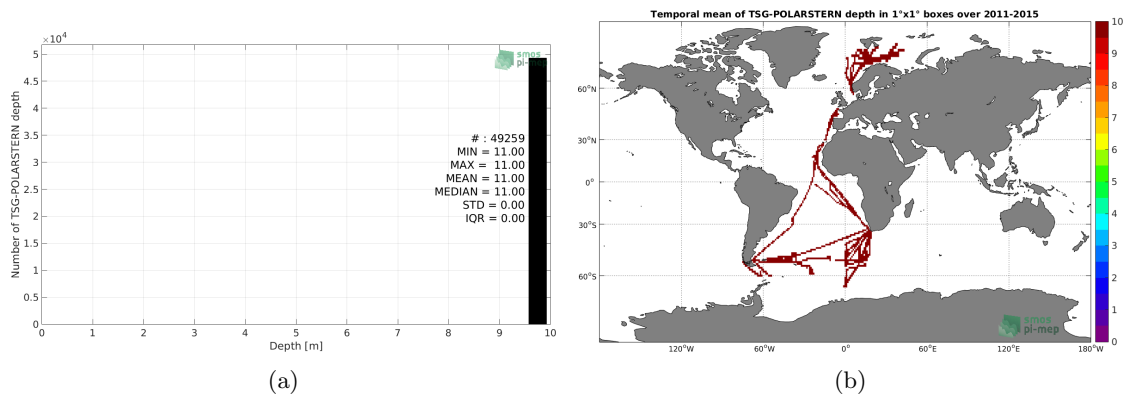 ×10⁴
5
4.5
4
3.5
3
2.5
2
1.5
1
0.5
0
Number of TSG-POLARSTERN depth
smos
pi-mep
# : 49259
MIN = 11.00
MAX = 11.00
MEAN = 11.00
MEDIAN = 11.00
STD = 0.00
IQR = 0.00
0 1 2 3 4 5 6 7 8 9 10
Depth [m]
(a)
Temporal mean of TSG-POLARSTERN depth in 1°x1° boxes over 2011-2015
60°N
30°N
0°
30°S
60°S
120°W 60°W 0° 60°E 120°E 180°W
smos
pi-mep
10
9
8
7
6
5
4
3
2
1
0
(b)